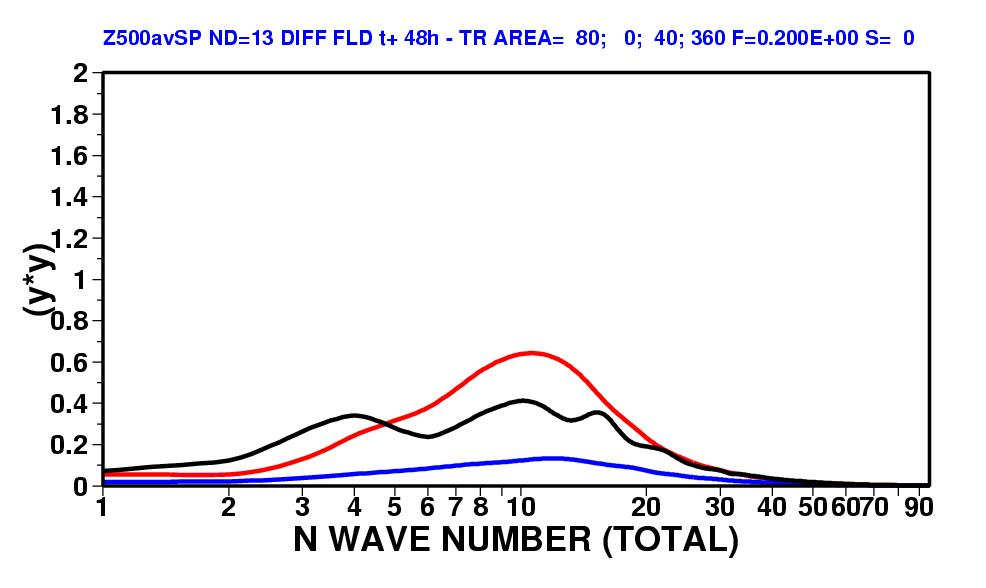 Z500avSP ND=13 DIFF FLD t+ 48h - TR AREA= 80; 0; 40; 360 F=0.200E+00 S= 0
2
1.8
1.6
1.4
1.2
1
0.8
0.6
0.4
0.2
0
(y*y)
1 2 3 4 5 6 7 8 10 20 30 40 50 60 70 90
N WAVE NUMBER (TOTAL)